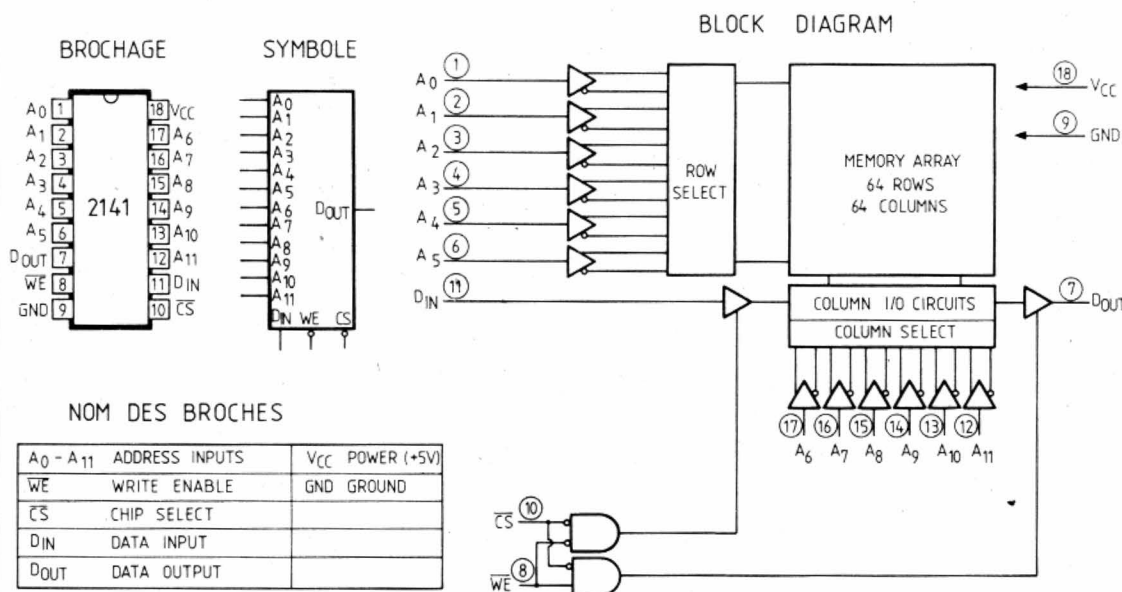 BROCHAGE
A0 1
A1 2
A2 3
A3 4
A4 5
A5 6
DOUT 7
WE 8
GND 9
2141
18 VCC
17 A6
16 A7
15 A8
14 A9
13 A10
12 A11
11 DIN
10 CS
SYMBOLE
A0
A1
A2
A3
A4
A5
A6
A7
A8
A9
A10
A11
DOUT
DIN WE CS
BLOCK DIAGRAM
A0 1
A1 2
A2 3
A3 4
A4 5
A5 6
DIN 11
ROW
SELECT
MEMORY ARRAY
64 ROWS
64 COLUMNS
18 VCC
9 GND
COLUMN I/O CIRCUITS
COLUMN SELECT
7 DOUT
17 16 15 14 13 12
A6 A7 A8 A9 A10 A11
CS 10
WE 8
NOM DES BROCHES
A0 - A11 ADDRESS INPUTS VCC POWER (+5V)
WE WRITE ENABLE GND GROUND
CS CHIP SELECT
DIN DATA INPUT
DOUT DATA OUTPUT